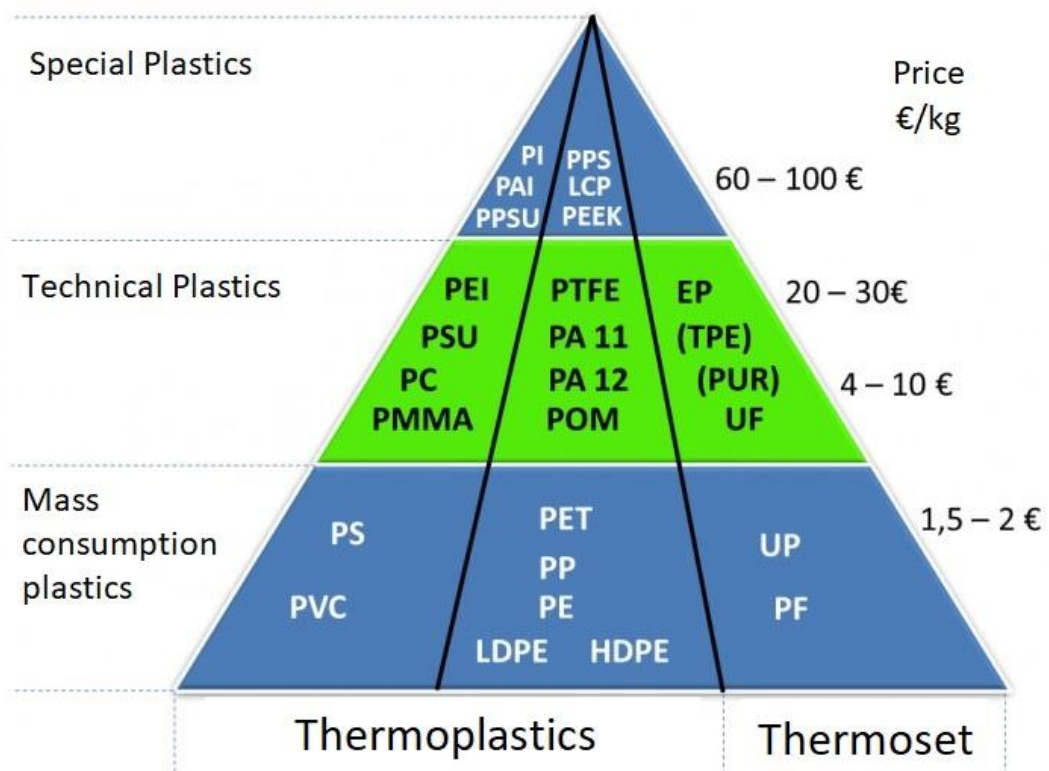 Special Plastics
Price
€/kg
PI PPS
PAI LCP
PPSU PEEK
60 – 100 €
Technical Plastics
PEI PTFE EP
20 – 30€
PSU PA 11 (TPE)
PC PA 12 (PUR)
4 – 10 €
PMMA POM UF
Mass
consumption
plastics
1,5 – 2 €
PS PET UP
PP
PVC PE PF
LDPE HDPE
Thermoplastics
Thermoset